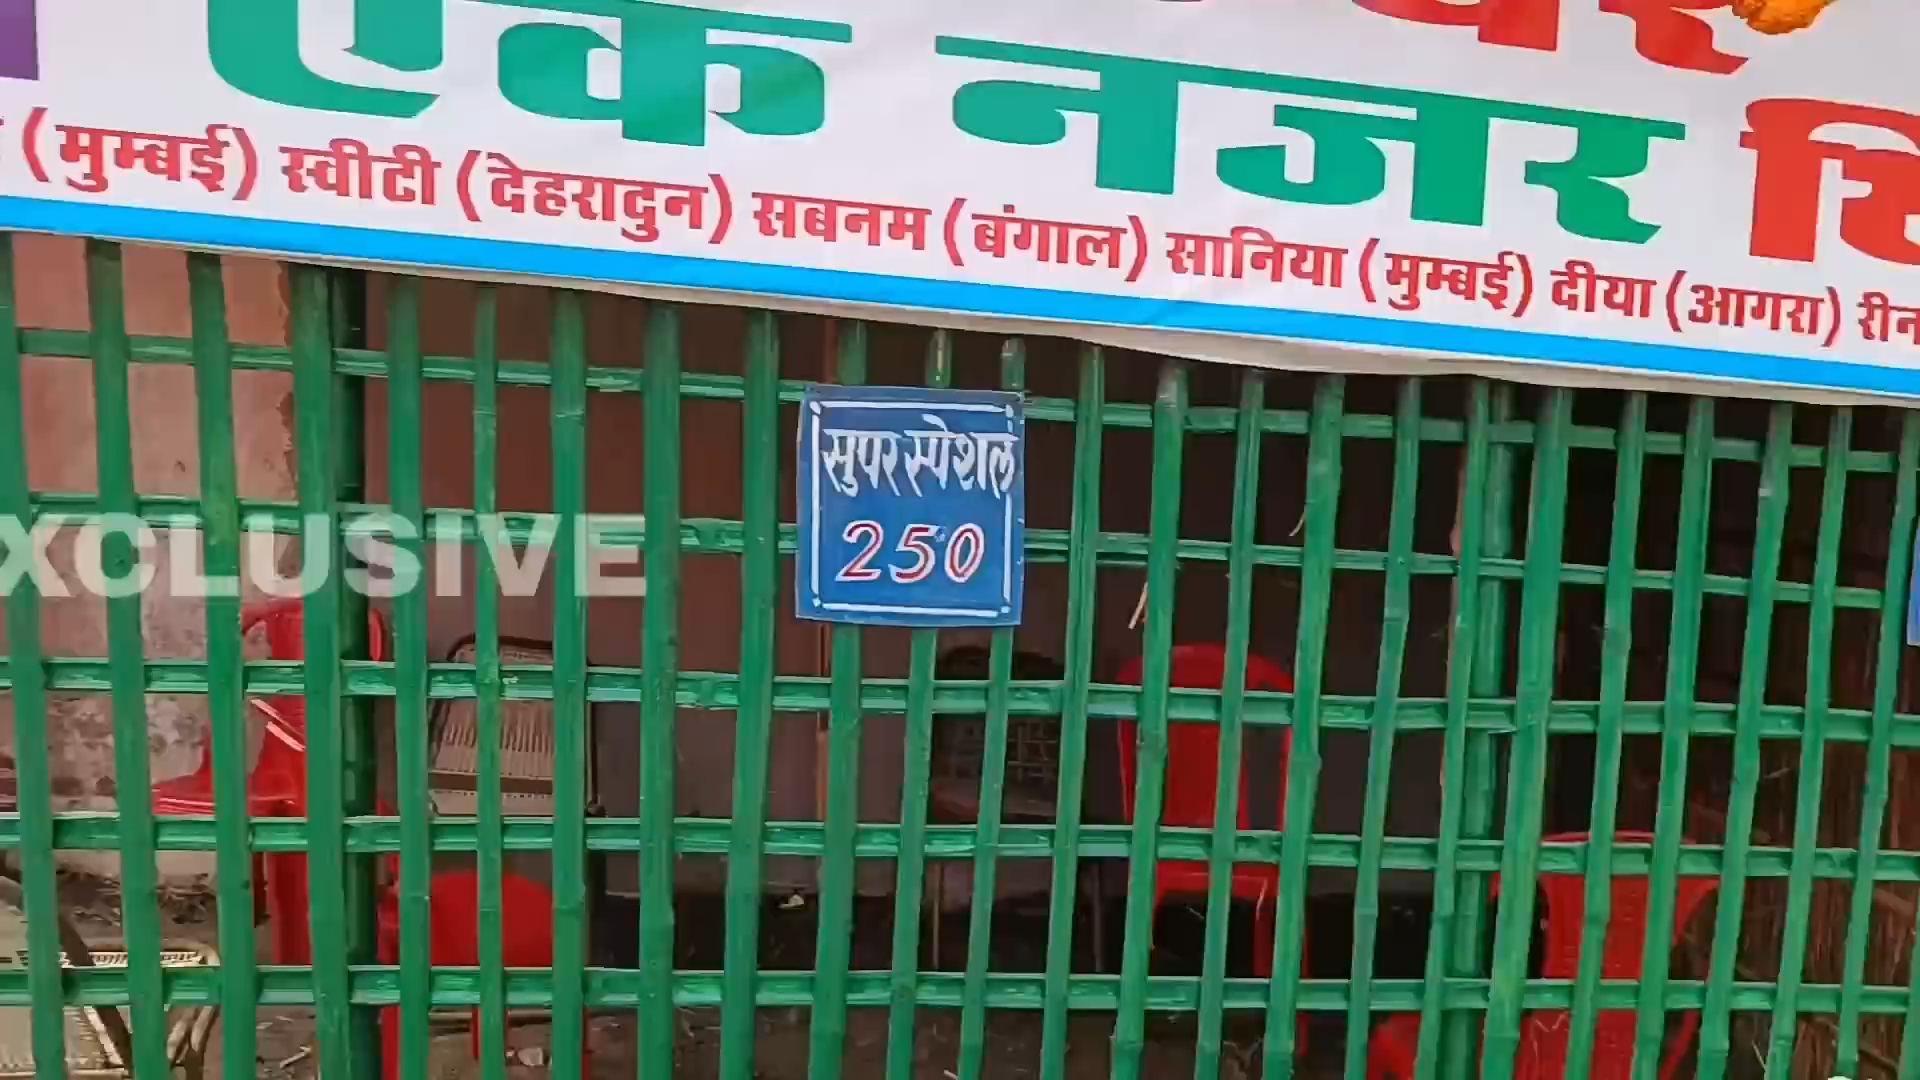 एक नजर
(मुम्बई) स्वीटी (देहरादुन) सबनम (बंगाल) सानिया (मुम्बई) दीया (आगरा)
सुपर स्पेशल
250
XCLUSIVE